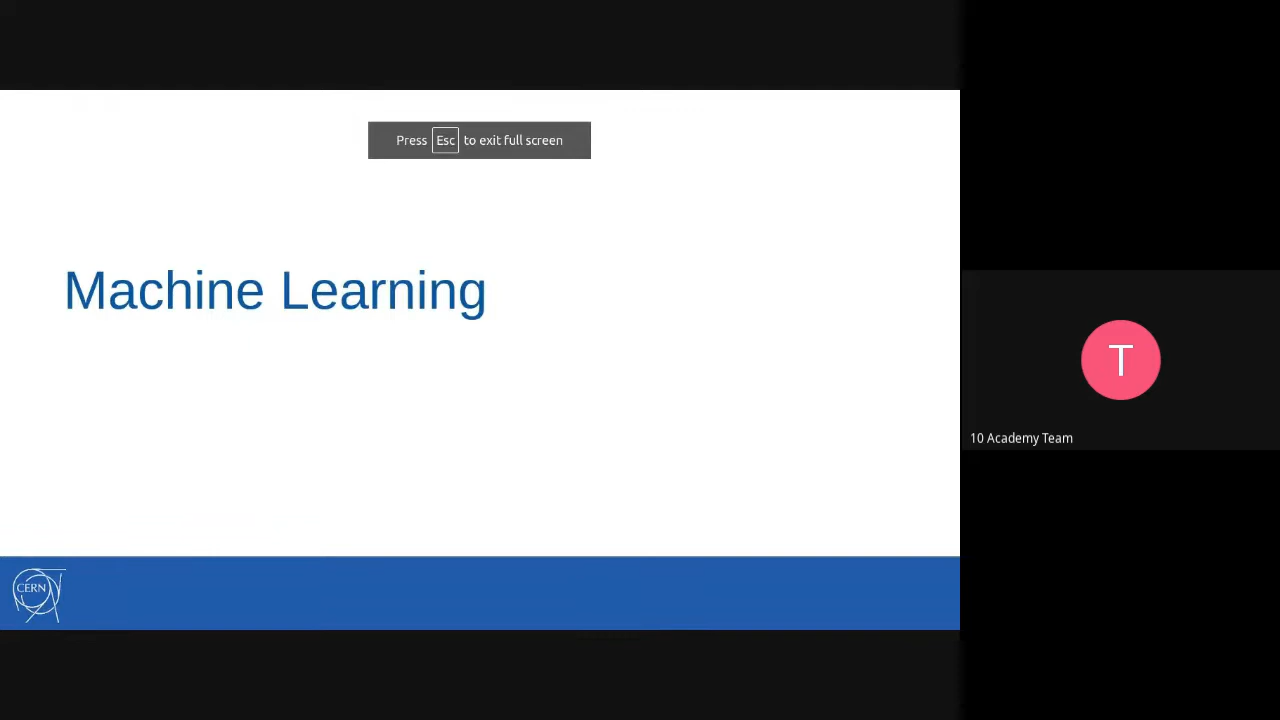 Press Esc to exit full screen
Machine Learning
T
10 Academy Team
CERN